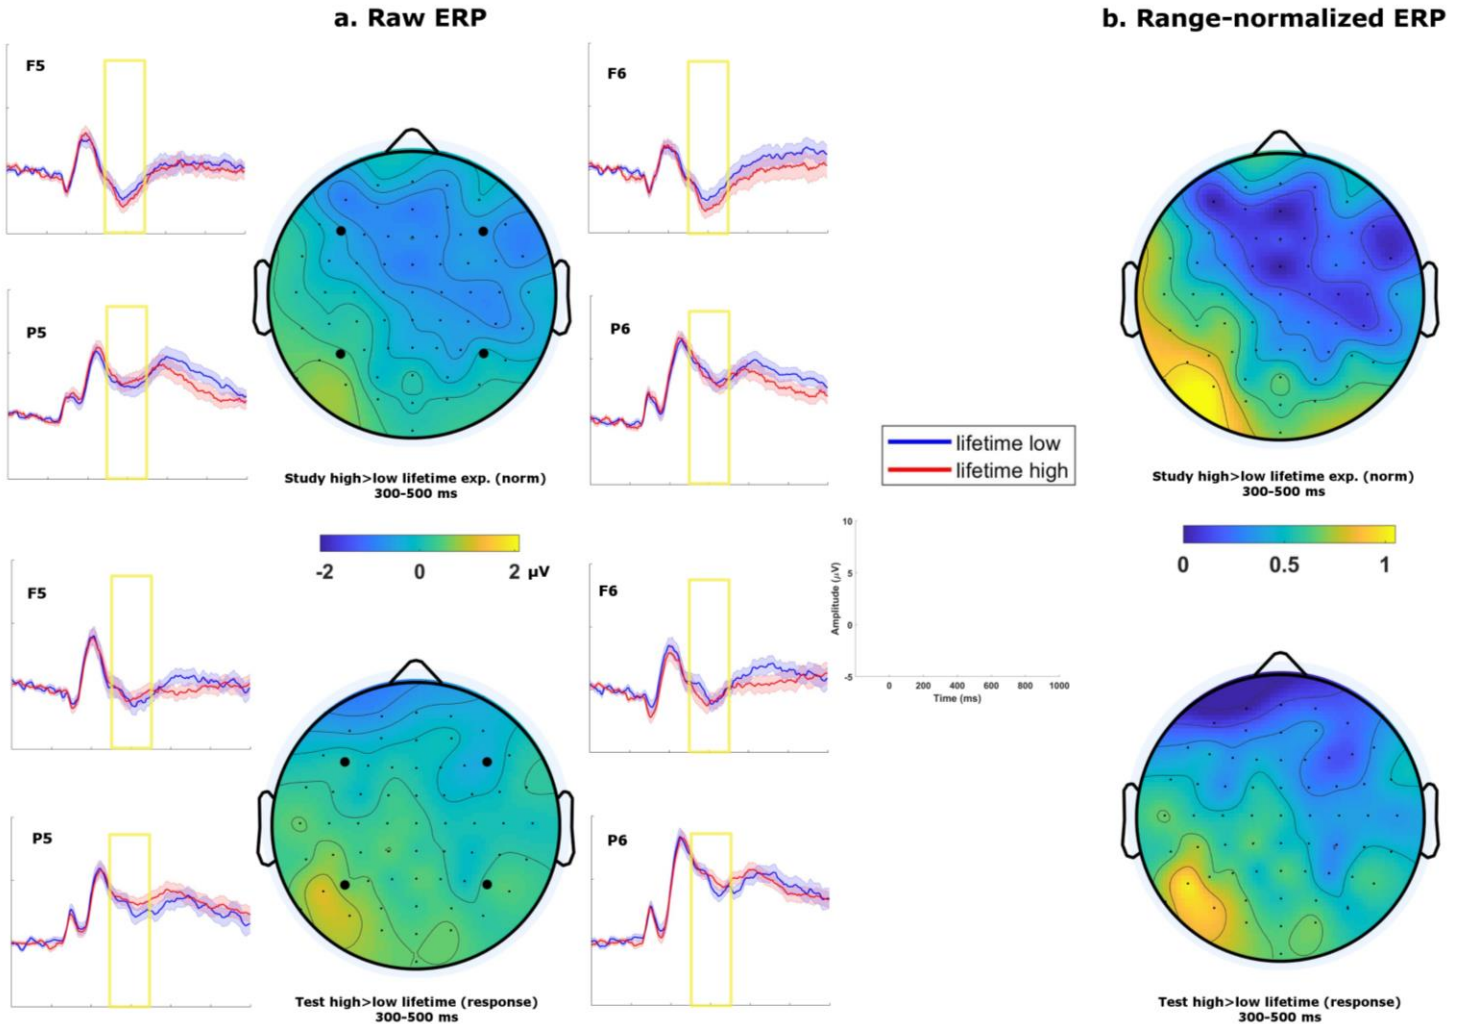 a. Raw ERP
b. Range-normalized ERP
F5
F6
P5
P6
lifetime low
lifetime high
Study high>low lifetime exp. (norm)
300-500 ms
Study high>low lifetime exp. (norm)
300-500 ms
-2 0 2 µV
0 0.5 1
F5
F6
10
5
0
-5
Amplitude (µV)
0 200 400 600 800 1000
Time (ms)
P5
P6
Test high>low lifetime (response)
300-500 ms
Test high>low lifetime (response)
300-500 ms